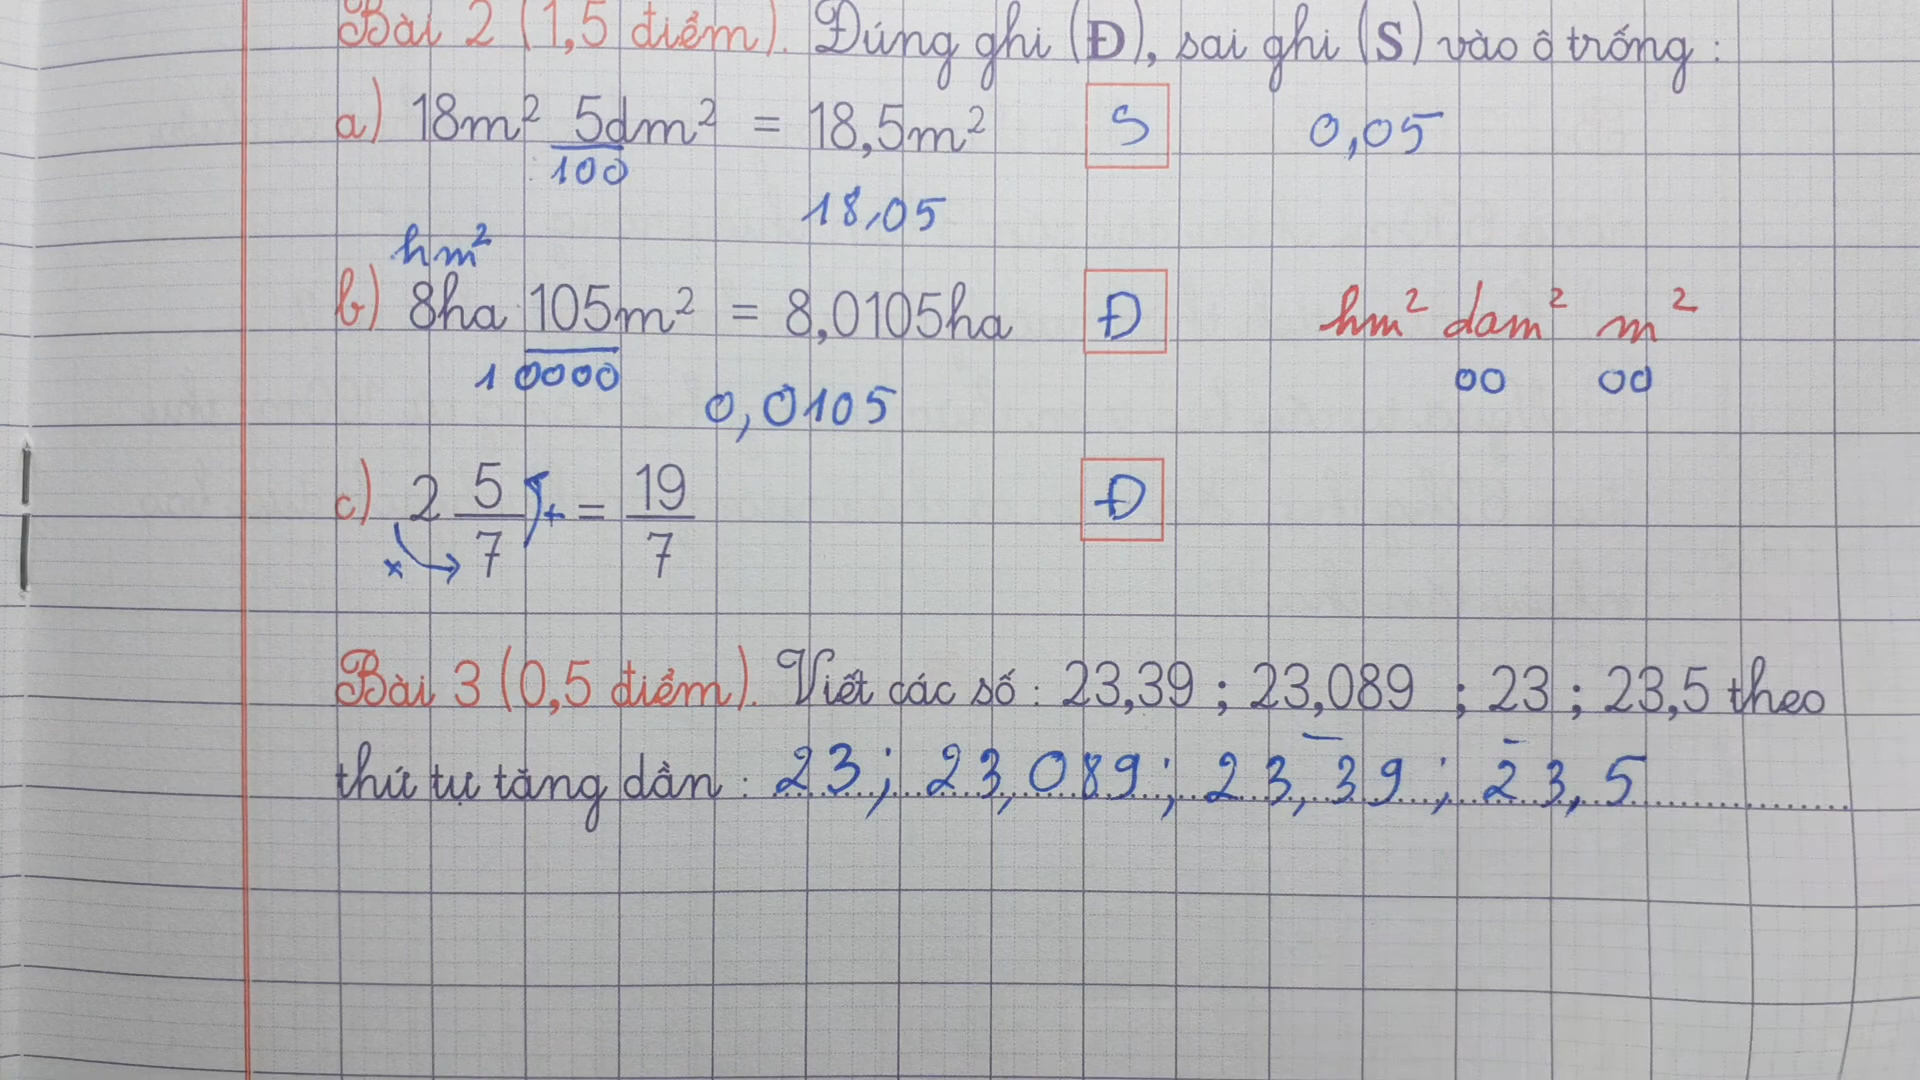 Bài 2 (1,5 điểm). Đúng ghi (Đ), sai ghi (S) vào ô trống :
a) 18m² 5dm² = 18,5m² S 0,05
100
18,05
hm²
b) 8ha 105m² = 8,0105ha Đ hm² dam² m²
10000 00 00
0,0105
c) 2 5/7 + = 19/7 Đ
×
Bài 3 (0,5 điểm). Viết các số : 23,39 ; 23,089 ; 23 ; 23,5 theo
thứ tự tăng dần : 23 ; 23,089 ; 23,39 ; 23,5